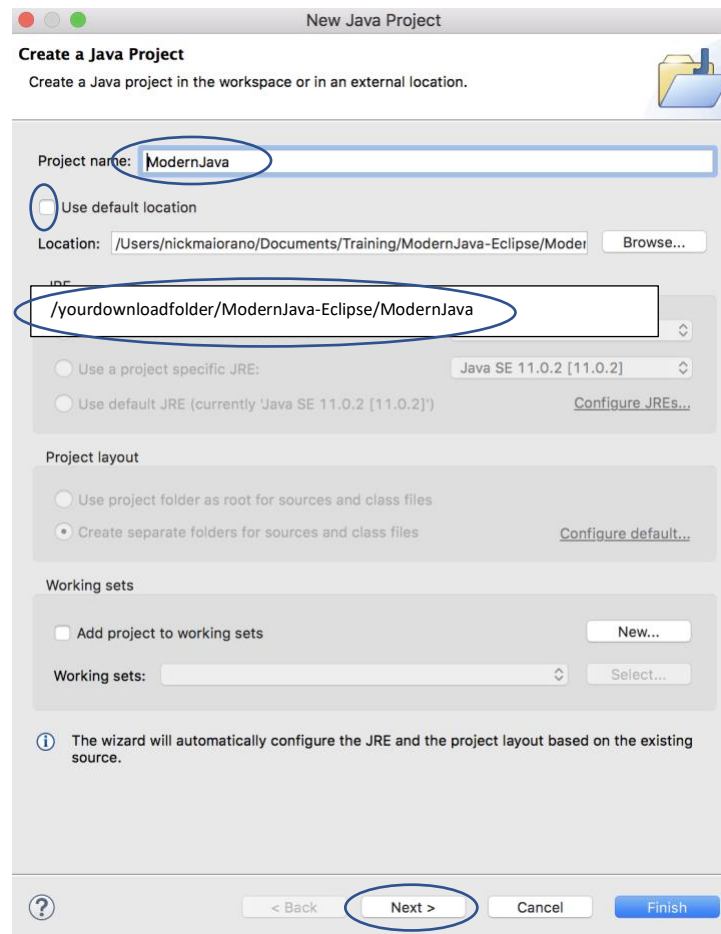 New Java Project
Create a Java Project
Create a Java project in the workspace or in an external location.
Project name: ModernJava
Use default location
Location: /Users/nickmaiorano/Documents/Training/ModernJava-Eclipse/Moder Browse...
JRE
/yourdownloadfolder/ModernJava-Eclipse/ModernJava
Use a project specific JRE: Java SE 11.0.2 [11.0.2]
Use default JRE (currently 'Java SE 11.0.2 [11.0.2]') Configure JREs...
Project layout
Use project folder as root for sources and class files
Create separate folders for sources and class files Configure default...
Working sets
Add project to working sets New...
Working sets: Select...
The wizard will automatically configure the JRE and the project layout based on the existing
source.
? < Back Next > Cancel Finish